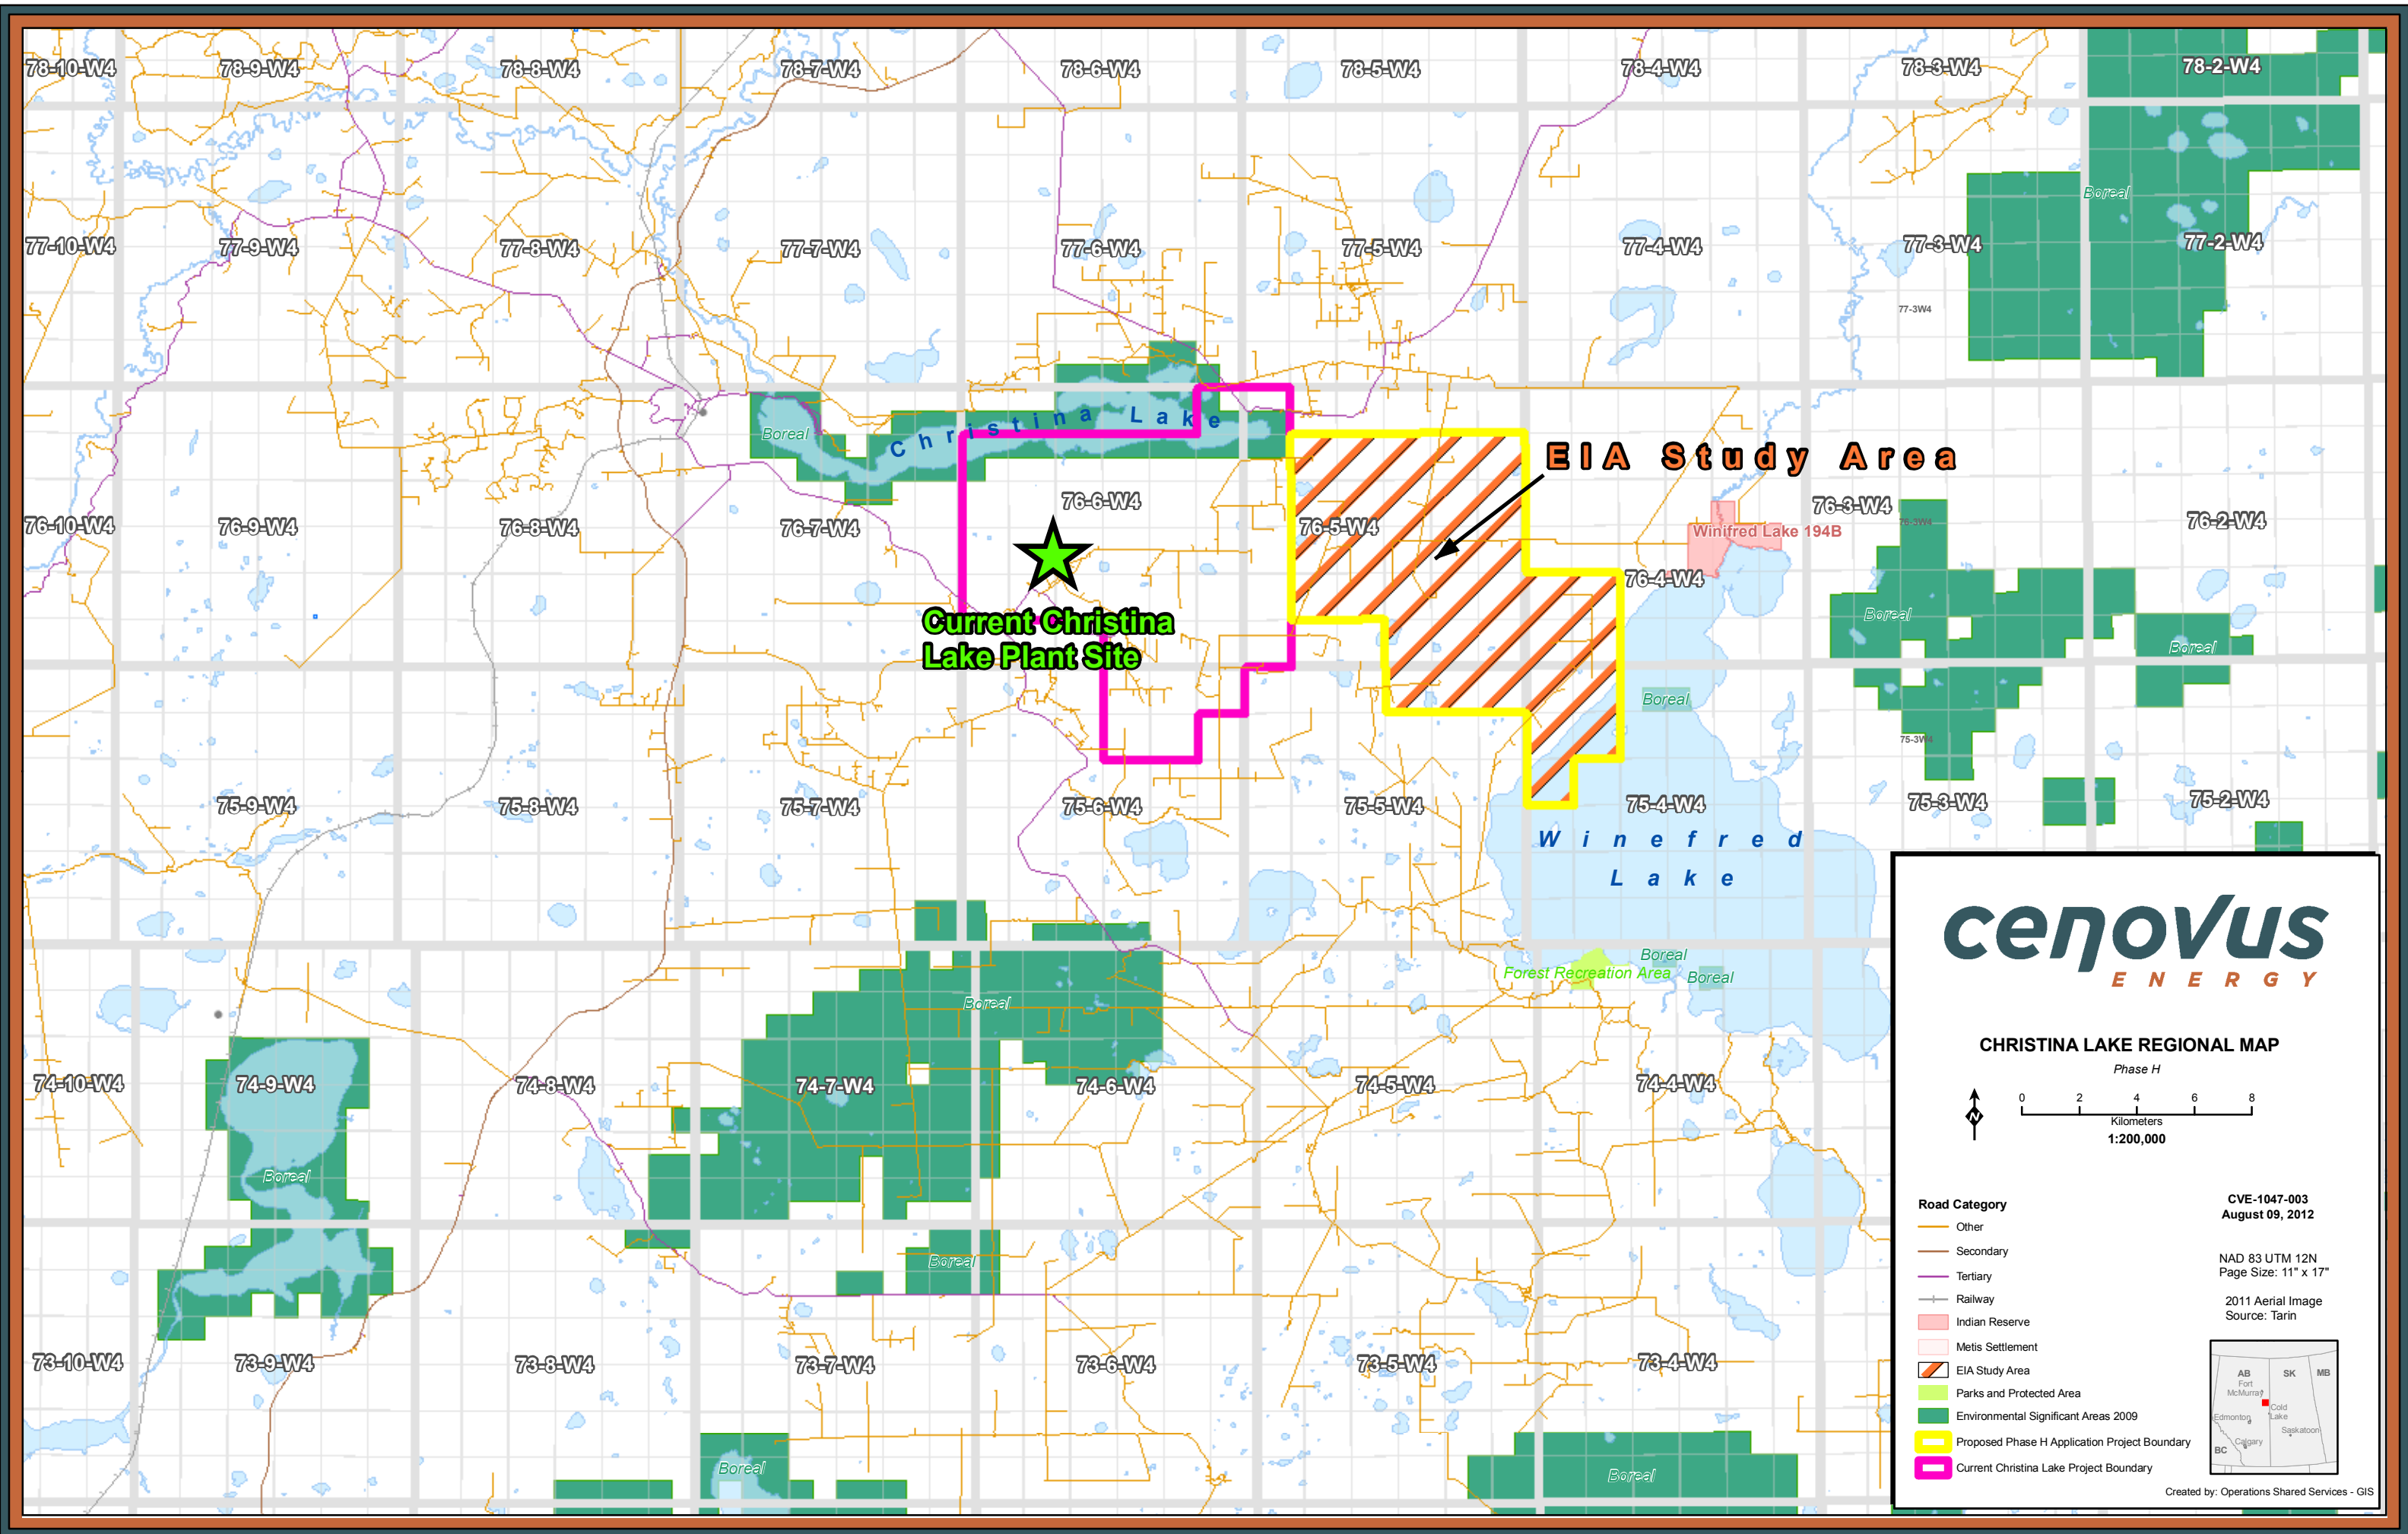 78-10-W4
78-9-W4
78-8-W4
78-7-W4
78-6-W4
78-5-W4
78-4-W4
78-3-W4
78-2-W4
Boreal
77-10-W4
77-9-W4
77-8-W4
77-7-W4
77-6-W4
77-5-W4
77-4-W4
77-3-W4
77-2-W4
77-3W4
Christina Lake
Boreal
EIA Study Area
76-10-W4
76-9-W4
76-8-W4
76-7-W4
76-6-W4
76-5-W4
76-4-W4
76-3-W4
76-3W4
76-2-W4
Winifred Lake 194B
Current Christina
Lake Plant Site
Boreal
Boreal
Boreal
75-3W4
75-9-W4
75-8-W4
75-7-W4
75-6-W4
75-5-W4
75-4-W4
75-3-W4
75-2-W4
Winefred
Lake
Forest Recreation Area
Boreal
Boreal
Boreal
74-10-W4
74-9-W4
74-8-W4
74-7-W4
74-6-W4
74-5-W4
74-4-W4
Boreal
Boreal
73-10-W4
73-9-W4
73-8-W4
73-7-W4
73-6-W4
73-5-W4
73-4-W4
Boreal
Boreal
cenovus
ENERGY
CHRISTINA LAKE REGIONAL MAP
Phase H
N
0 2 4 6 8
Kilometers
1:200,000
Road Category
Other
Secondary
Tertiary
Railway
Indian Reserve
Metis Settlement
EIA Study Area
Parks and Protected Area
Environmental Significant Areas 2009
Proposed Phase H Application Project Boundary
Current Christina Lake Project Boundary
CVE-1047-003
August 09, 2012
NAD 83 UTM 12N
Page Size: 11" x 17"
2011 Aerial Image
Source: Tarin
AB
SK
MB
Fort
McMurray
Cold
Lake
Edmonton
Saskatoon
Calgary
BC
Created by: Operations Shared Services - GIS